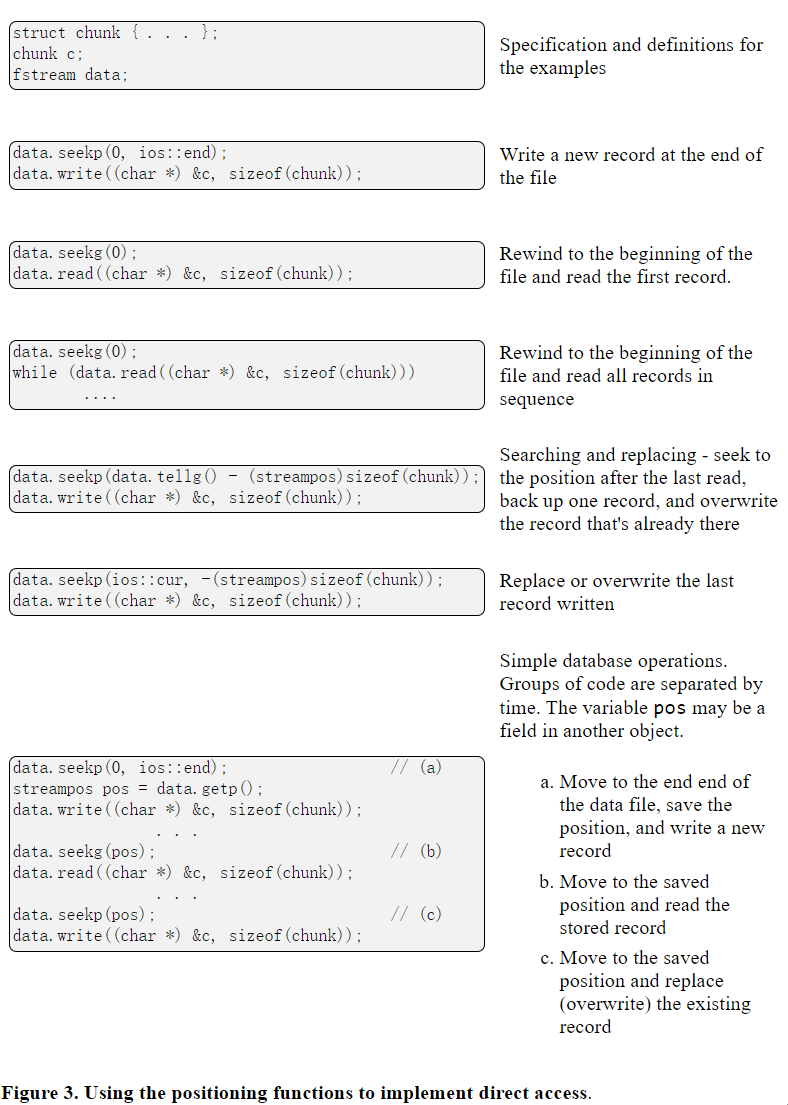 struct chunk { . . . };
chunk c;
fstream data;
Specification and definitions for
the examples
data.seekp(0, ios::end);
data.write((char *) &c, sizeof(chunk));
Write a new record at the end of
the file
data.seekg(0);
data.read((char *) &c, sizeof(chunk));
Rewind to the beginning of the
file and read the first record.
data.seekg(0);
while (data.read((char *) &c, sizeof(chunk)))
....
Rewind to the beginning of the
file and read all records in
sequence
data.seekp(data.tellg() - (streampos)sizeof(chunk));
data.write((char *) &c, sizeof(chunk));
Searching and replacing - seek to
the position after the last read,
back up one record, and overwrite
the record that's already there
data.seekp(ios::cur, -(streampos)sizeof(chunk));
data.write((char *) &c, sizeof(chunk));
Replace or overwrite the last
record written
data.seekp(0, ios::end); // (a)
streampos pos = data.getp();
data.write((char *) &c, sizeof(chunk));
. . .
data.seekg(pos); // (b)
data.read((char *) &c, sizeof(chunk));
. . .
data.seekp(pos); // (c)
data.write((char *) &c, sizeof(chunk));
Simple database operations.
Groups of code are separated by
time. The variable pos may be a
field in another object.
a. Move to the end end of
the data file, save the
position, and write a new
record
b. Move to the saved
position and read the
stored record
c. Move to the saved
position and replace
(overwrite) the existing
record
Figure 3. Using the positioning functions to implement direct access.